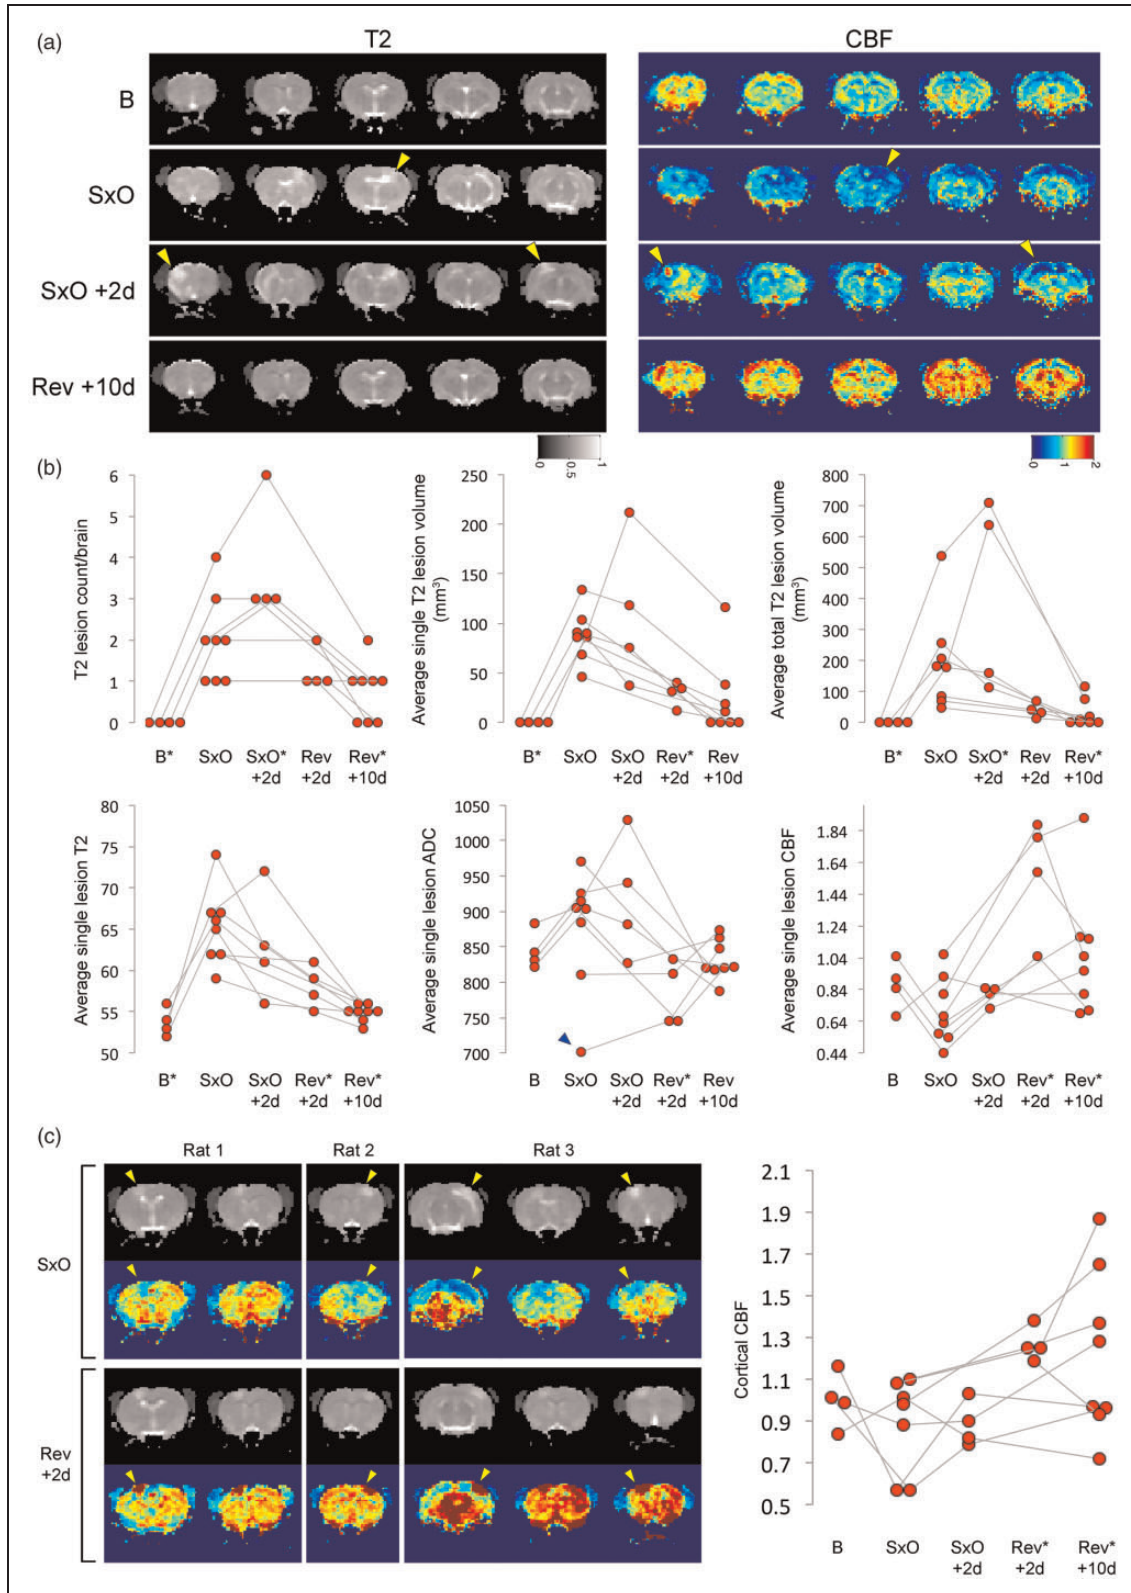 (a)
T2
CBF
B
SxO
SxO +2d
Rev +10d
0
0.5
1
0
1
2
(b)
T2 lesion count/brain
6
5
4
3
2
1
0
B*
SxO
SxO* +2d
Rev +2d
Rev* +10d
Average single T2 lesion volume (mm³)
250
200
150
100
50
0
B*
SxO
SxO +2d
Rev* +2d
Rev +10d
Average total T2 lesion volume (mm³)
800
700
600
500
400
300
200
100
0
B*
SxO
SxO* +2d
Rev +2d
Rev* +10d
Average single lesion T2
80
75
70
65
60
55
50
B*
SxO
SxO +2d
Rev* +2d
Rev* +10d
Average single lesion ADC
1050
1000
950
900
850
800
750
700
B
SxO
SxO +2d
Rev* +2d
Rev +10d
Average single lesion CBF
1.84
1.64
1.44
1.24
1.04
0.84
0.64
0.44
B
SxO
SxO +2d
Rev* +2d
Rev* +10d
(c)
Rat 1
Rat 2
Rat 3
SxO
Rev +2d
Cortical CBF
2.1
1.9
1.7
1.5
1.3
1.1
0.9
0.7
0.5
B
SxO
SxO +2d
Rev* +2d
Rev* +10d